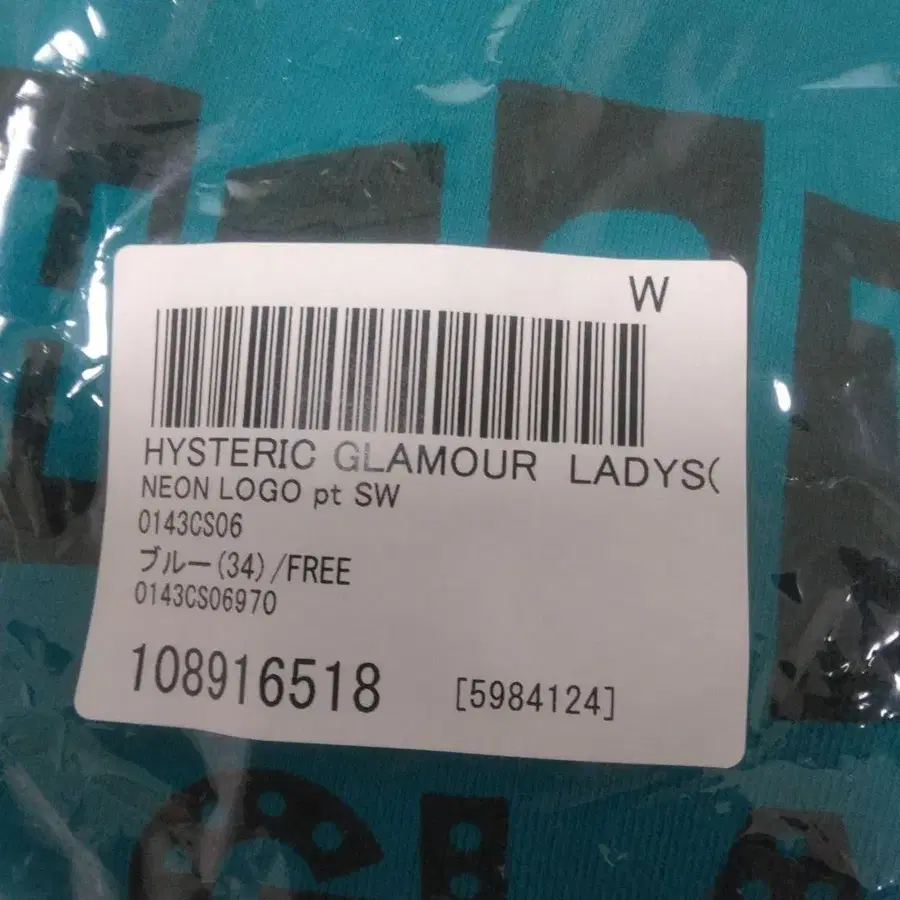 W
HYSTERIC GLAMOUR LADYS(
NEON LOGO pt SW
0143CS06
ブルー(34)/FREE
0143CS06970
108916518 [5984124]